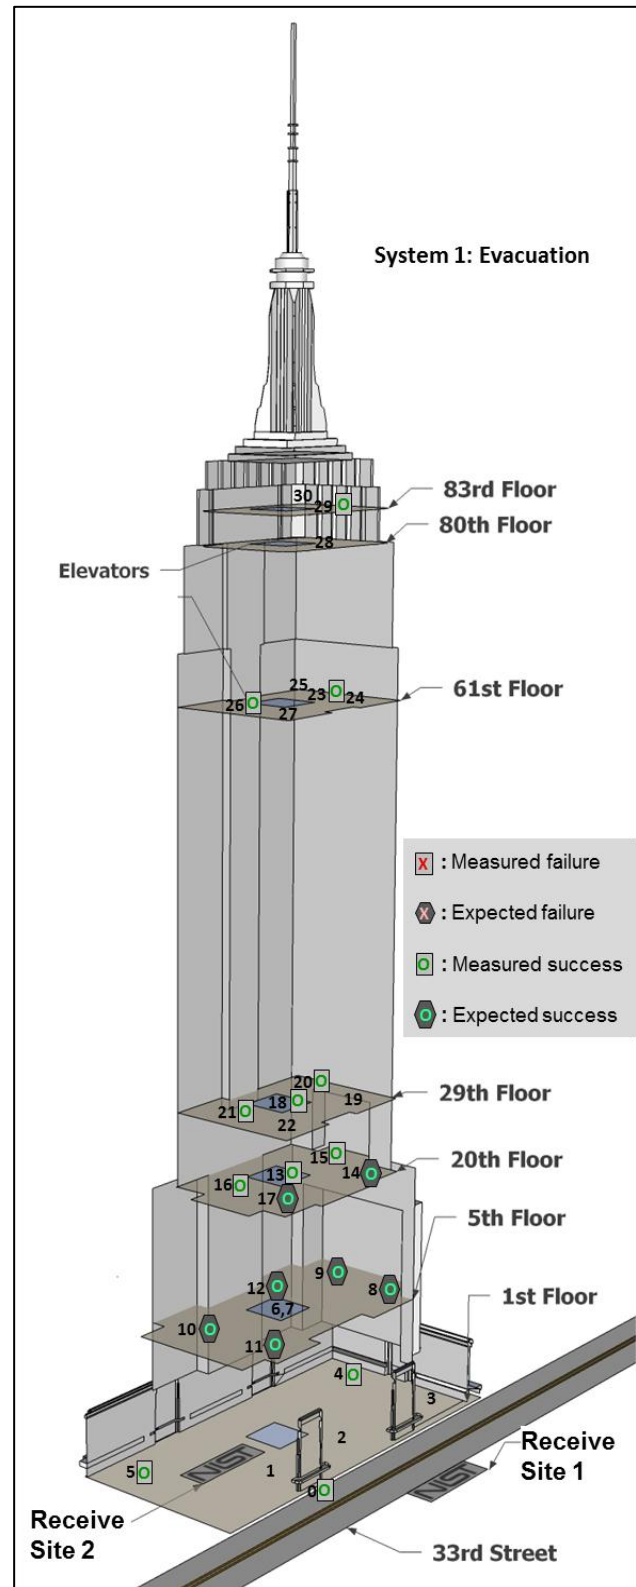 System 1: Evacuation
30
29 O
83rd Floor
28
80th Floor
Elevators
25
23 O 24
26 O
27
61st Floor
X : Measured failure
X : Expected failure
O : Measured success
O : Expected success
20 O
18 O 19
21 O
22
29th Floor
15 O
13 O 14 O
16 O
17 O
20th Floor
5th Floor
9 O
12 O 8 O
6,7
10 O
11 O
1st Floor
4 O
3
2
5 O 1
NIST
0 O
NIST
Receive
Site 1
Receive
Site 2
33rd Street